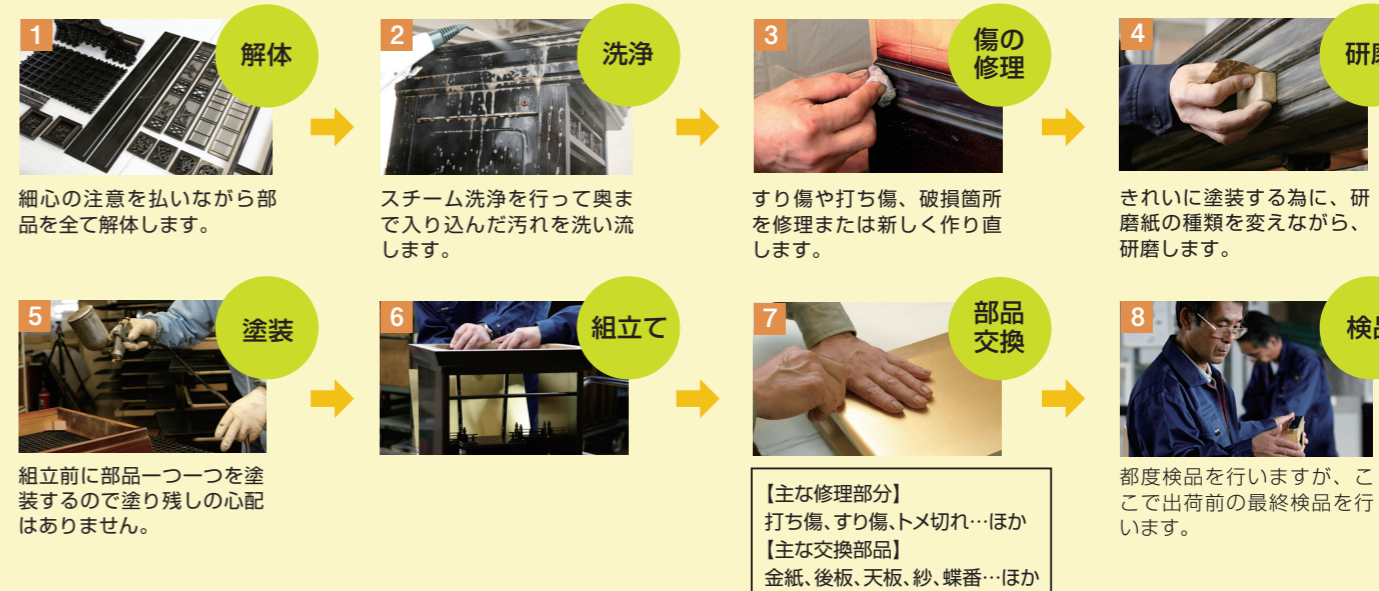 1
解体
細心の注意を払いながら部
品を全て解体します。
2
洗浄
スチーム洗浄を行って奥ま
で入り込んだ汚れを洗い流
します。
3
傷の
修理
すり傷や打ち傷、破損箇所
を修理または新しく作り直
します。
4
研磨
きれいに塗装する為に、研
磨紙の種類を変えながら、
研磨します。
5
塗装
組立前に部品一つ一つを塗
装するので塗り残しの心配
はありません。
6
組立て
7
部品
交換
【主な修理部分】
打ち傷、すり傷、トメ切れ…ほか
【主な交換部品】
金紙、後板、天板、紗、蝶番…ほか
8
検品
都度検品を行いますが、こ
こで出荷前の最終検品を行
います。